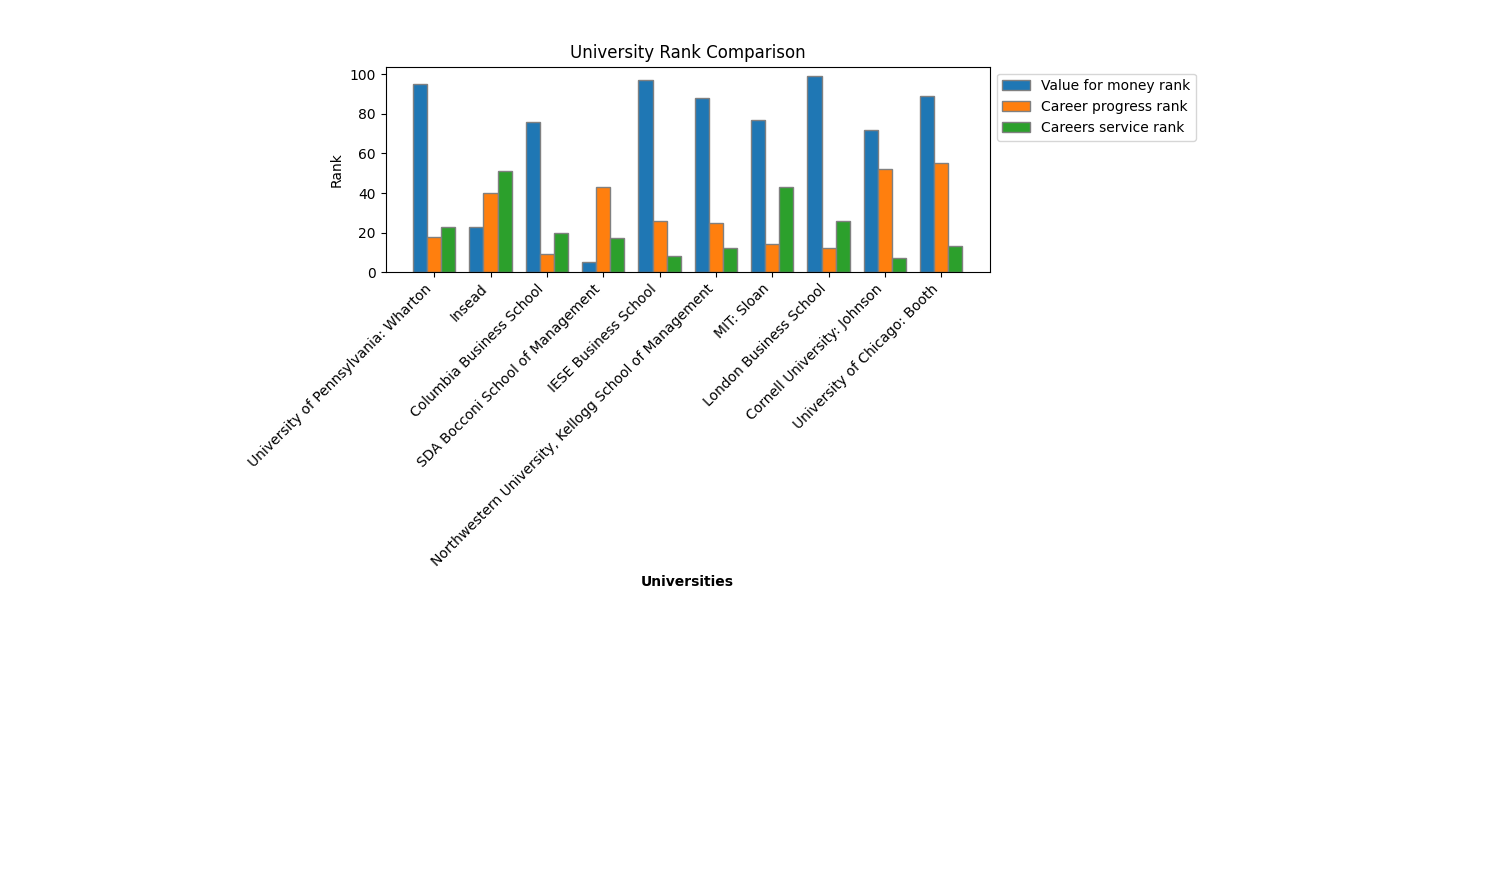 University Rank Comparison
100
80
60
40
20
0
Rank
Value for money rank
Career progress rank
Careers service rank
University of Pennsylvania: Wharton
Insead
Columbia Business School
SDA Bocconi School of Management
IESE Business School
Northwestern University, Kellogg School of Management
MIT: Sloan
London Business School
Cornell University: Johnson
University of Chicago: Booth
Universities